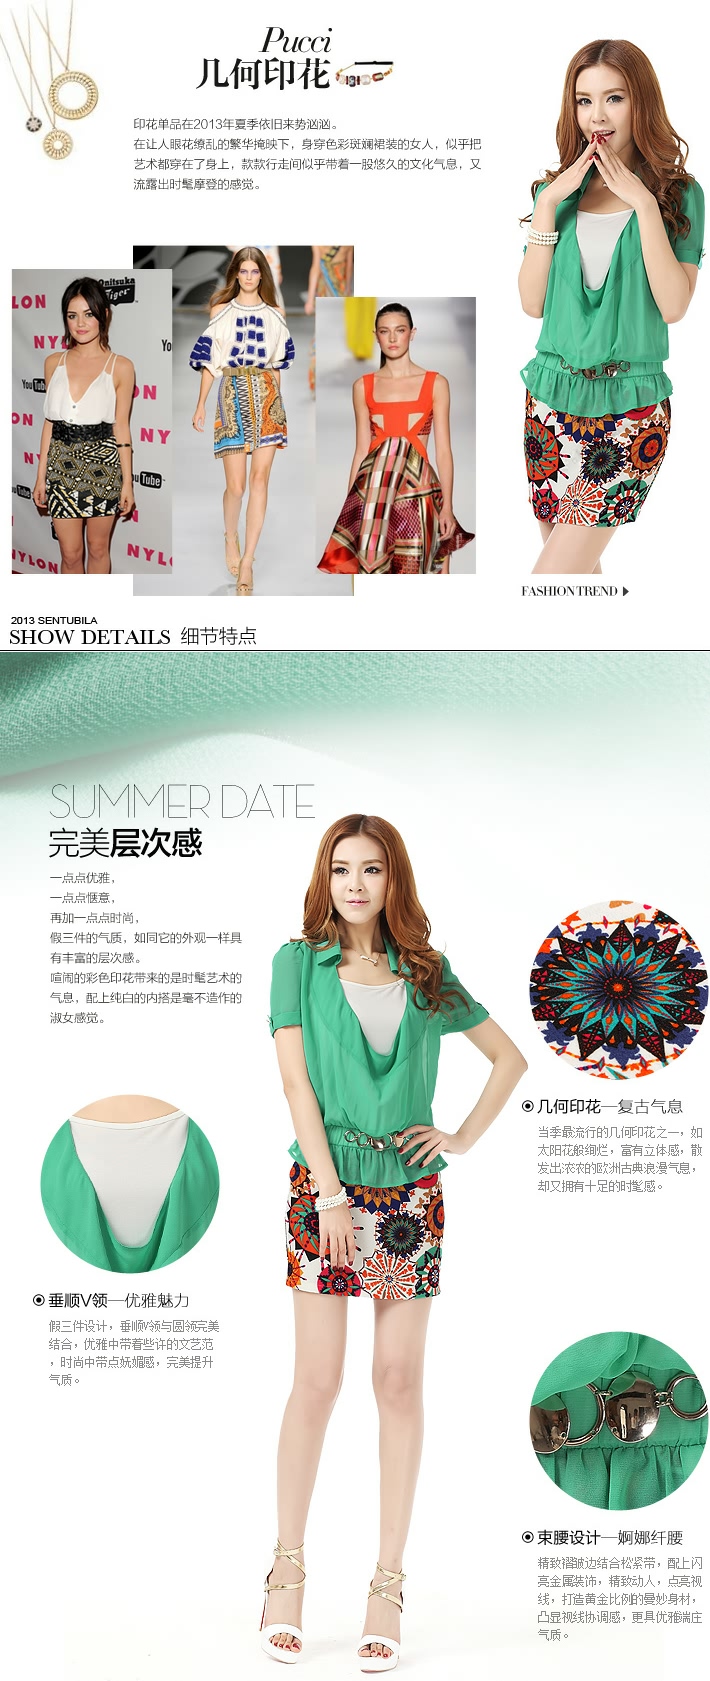 Pucci
几何印花
印花单品在2013年夏季依旧来势汹汹。
在让人眼花缭乱的繁华掩映下，身穿色彩斑斓裙装的女人，似乎把
艺术都穿在了身上，款款行走间似乎带着一股悠久的文化气息，又
流露出时髦摩登的感觉。
Onitsuka
Tiger
NYLON
You Tube
NYLON
You Tube
NYLON
FASHION TREND
2013 SENTUBILA
SHOW DETAILS 细节特点
SUMMER DATE
完美层次感
一点点优雅，
一点点惬意，
再加一点点时尚，
假三件的气质，如同它的外观一样具
有丰富的层次感。
喧闹的彩色印花带来的是时髦艺术的
气息，配上纯白的内搭是毫不造作的
淑女感觉。
几何印花—复古气息
当季最流行的几何印花之一，如
太阳花般绚烂，富有立体感，散
发出浓浓的欧洲古典浪漫气息，
却又拥有十足的时髦感。
垂顺V领—优雅魅力
假三件设计，垂顺V领与圆领完美
结合，优雅中带着些许的文艺范
，时尚中带点妩媚感，完美提升
气质。
束腰设计—婀娜纤腰
精致褶皱边结合松紧带，配上闪
亮金属装饰，精致动人，点亮视
线，打造黄金比例的曼妙身材，
凸显视线协调感，更具优雅端庄
气质。